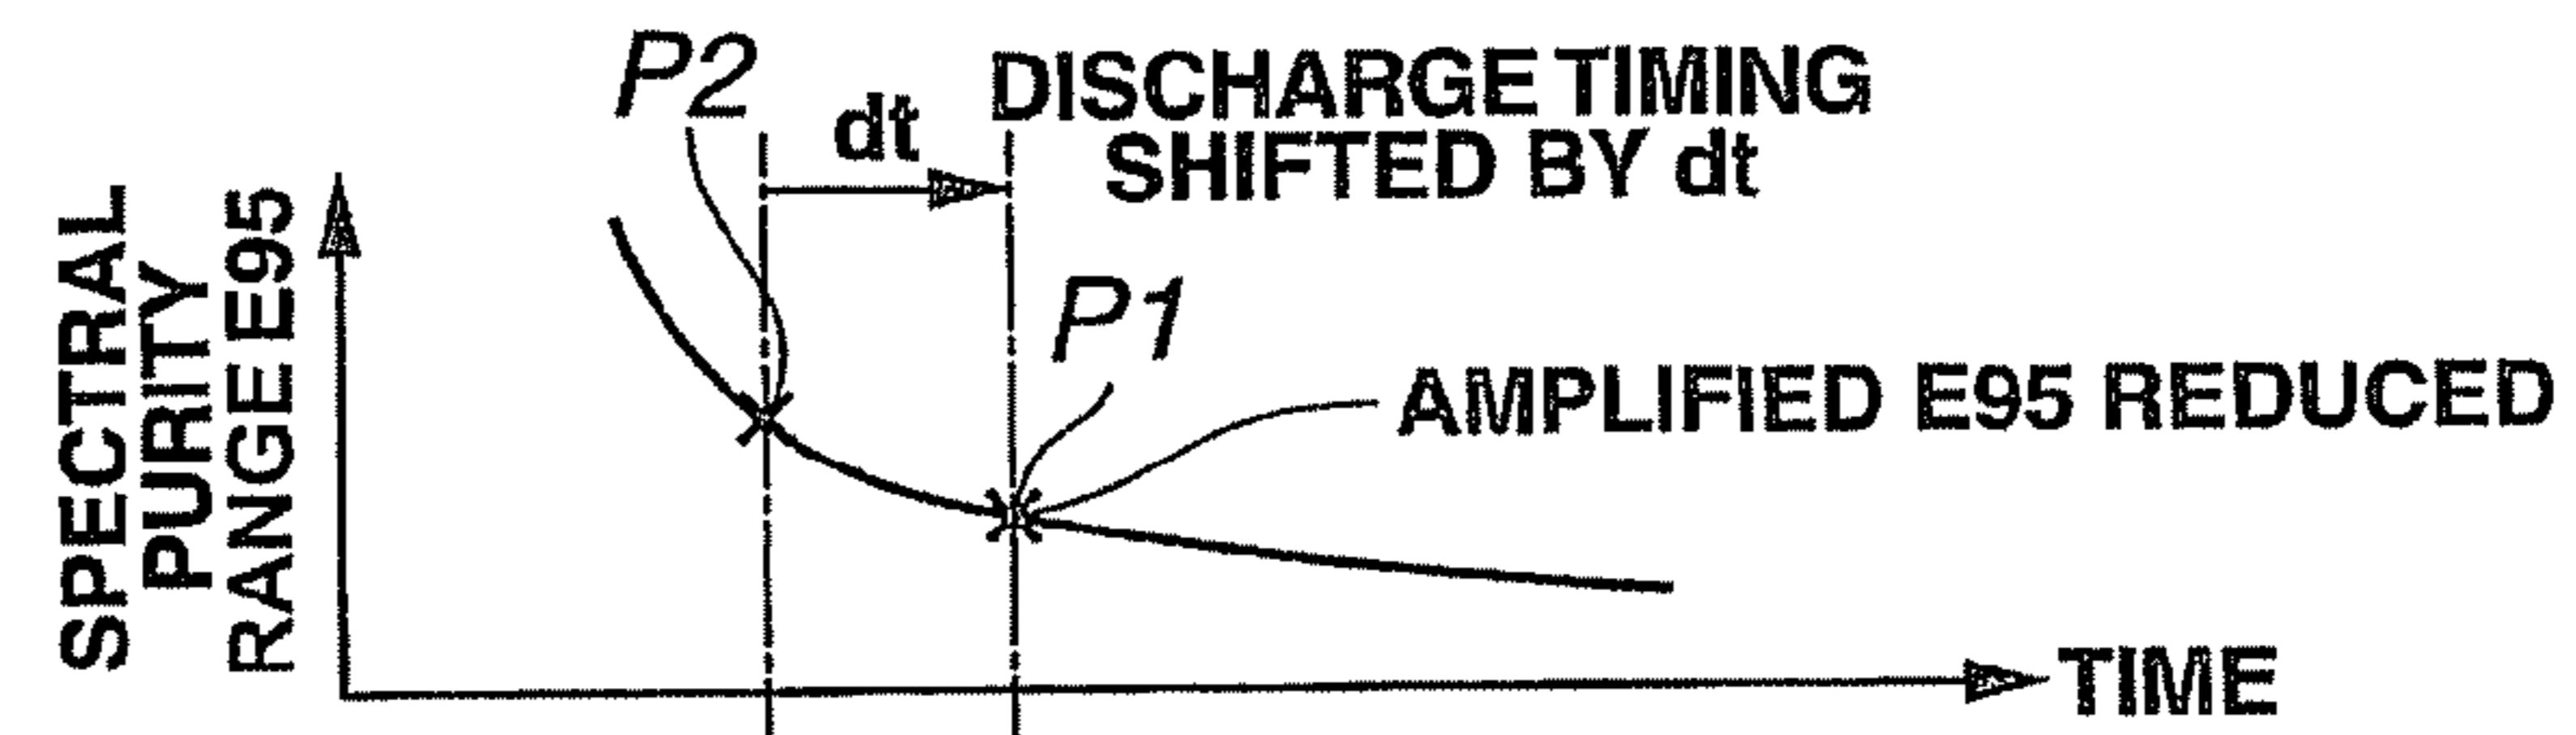 P2
dt
DISCHARGE TIMING
SHIFTED BY dt
SPECTRAL
PURITY
RANGE E95
P1
AMPLIFIED E95 REDUCED
TIME